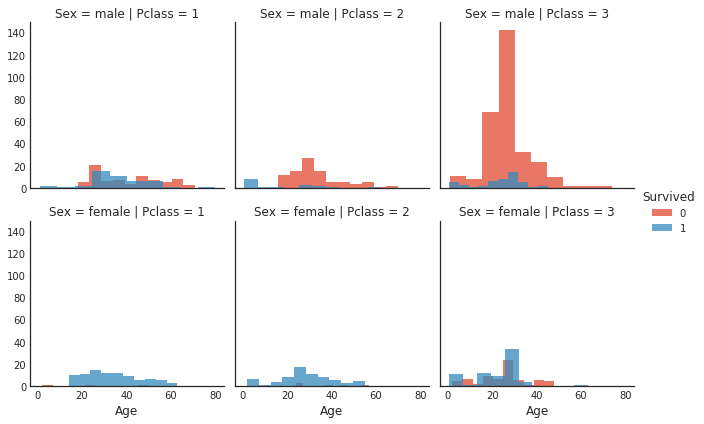 Sex = male | Pclass = 1
Sex = male | Pclass = 2
Sex = male | Pclass = 3
140
120
100
80
60
40
20
0
Survived
0
1
Sex = female | Pclass = 1
Sex = female | Pclass = 2
Sex = female | Pclass = 3
140
120
100
80
60
40
20
0
0 20 40 60 80
0 20 40 60 80
0 20 40 60 80
Age
Age
Age